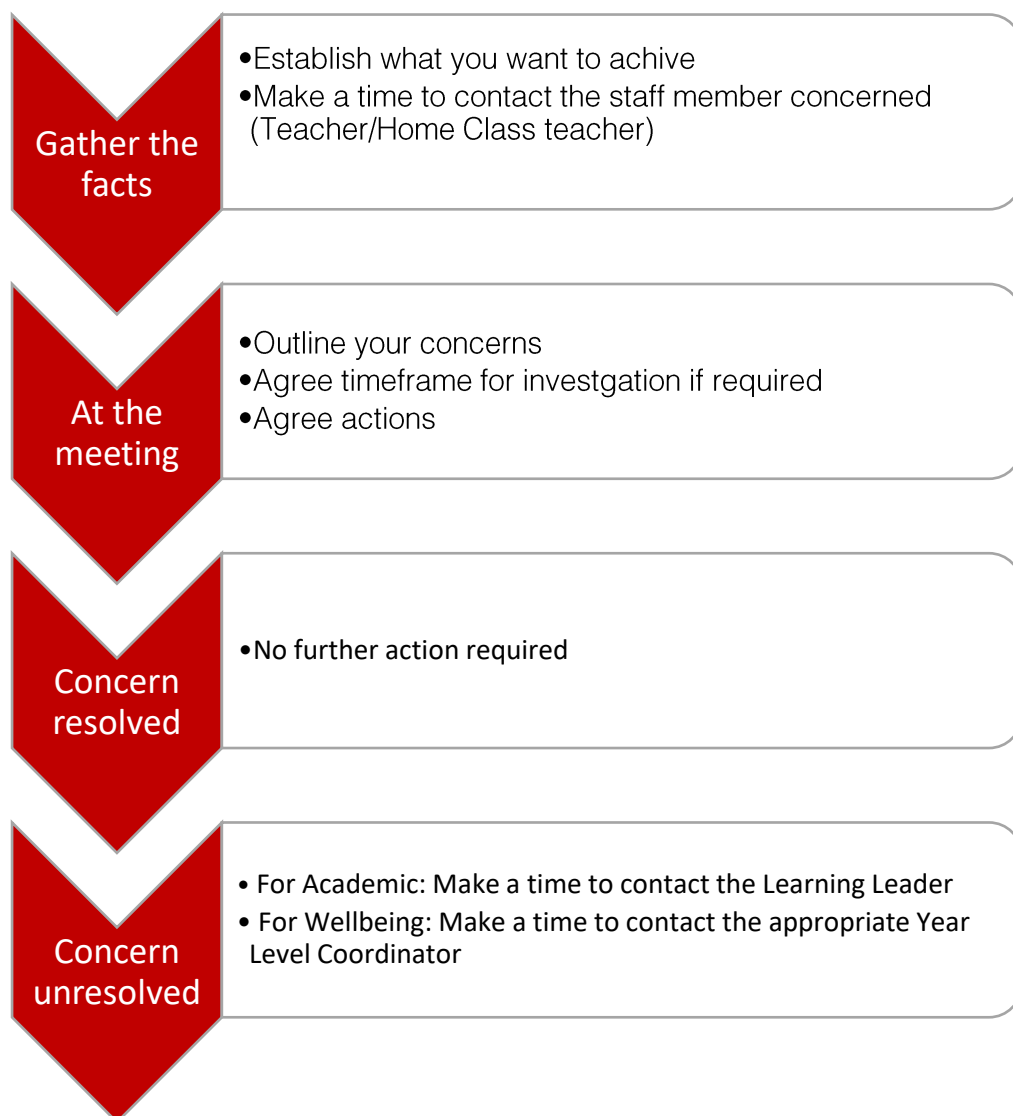 Gather the
facts
•Establish what you want to achive
•Make a time to contact the staff member concerned
(Teacher/Home Class teacher)
At the
meeting
•Outline your concerns
•Agree timeframe for investgation if required
•Agree actions
Concern
resolved
•No further action required
Concern
unresolved
• For Academic: Make a time to contact the Learning Leader
• For Wellbeing: Make a time to contact the appropriate Year
Level Coordinator